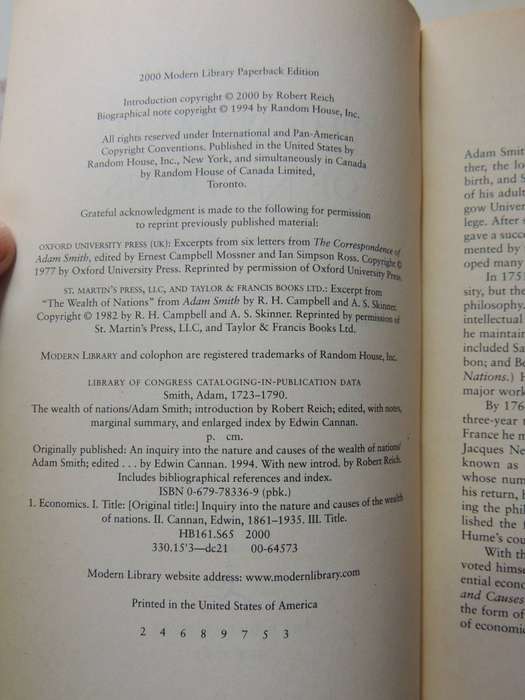 2000 Modern Library Paperback Edition
Introduction copyright © 2000 by Robert Reich
Biographical note copyright © 1994 by Random House, Inc.
All rights reserved under International and Pan-American
Copyright Conventions. Published in the United States by
Random House, Inc., New York, and simultaneously in Canada
by Random House of Canada Limited,
Toronto.
Grateful acknowledgment is made to the following for permission
to reprint previously published material:
OXFORD UNIVERSITY PRESS (UK): Excerpts from six letters from The Correspondence of
Adam Smith, edited by Ernest Campbell Mossner and Ian Simpson Ross. Copyright ©
1977 by Oxford University Press. Reprinted by permission of Oxford University Press.
ST. MARTIN'S PRESS, LLC, AND TAYLOR & FRANCIS BOOKS LTD.: Excerpt from
"The Wealth of Nations" from Adam Smith by R. H. Campbell and A. S. Skinner.
Copyright © 1982 by R. H. Campbell and A. S. Skinner. Reprinted by permission of
St. Martin's Press, LLC, and Taylor & Francis Books Ltd.
MODERN LIBRARY and colophon are registered trademarks of Random House, Inc.
LIBRARY OF CONGRESS CATALOGING-IN-PUBLICATION DATA
Smith, Adam, 1723–1790.
The wealth of nations/Adam Smith; introduction by Robert Reich; edited, with notes,
marginal summary, and enlarged index by Edwin Cannan.
p. cm.
Originally published: An inquiry into the nature and causes of the wealth of nations/
Adam Smith; edited . . . by Edwin Cannan. 1994. With new introd. by Robert Reich.
Includes bibliographical references and index.
ISBN 0-679-78336-9 (pbk.)
1. Economics. I. Title: [Original title:] Inquiry into the nature and causes of the wealth
of nations. II. Cannan, Edwin, 1861–1935. III. Title.
HB161.S65 2000
330.15'3—dc21 00-64573
Modern Library website address: www.modernlibrary.com
Printed in the United States of America
2 4 6 8 9 7 5 3
Adam Smit
ther, the lo
birth, and S
of his adult
gow Univer
lege. After
gave a succe
mented by
oped many
In 175
sity, but the
philosophy.
intellectual
he maintain
included Sa
bon; and Be
Nations.) H
major work
By 176
three-year
France he m
Jacques Ne
known as
whose num
his return, h
ing the phil
lished the f
Hume's cou
With th
voted himse
ential econo
and Causes
the form of
of economic